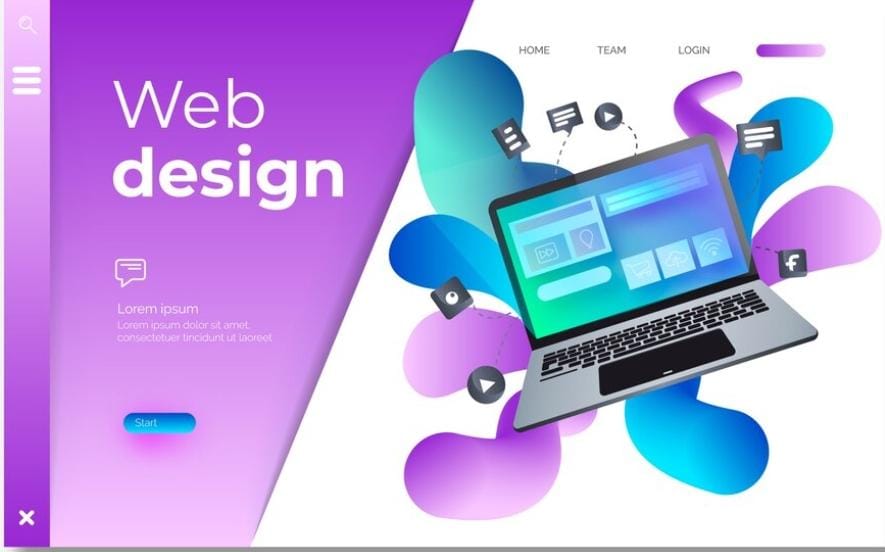 HOME
TEAM
LOGIN
Web
design
Lorem ipsum
Lorem ipsum dolor sit amet,
consectetuer tincidunt ut laoreet
Start
f